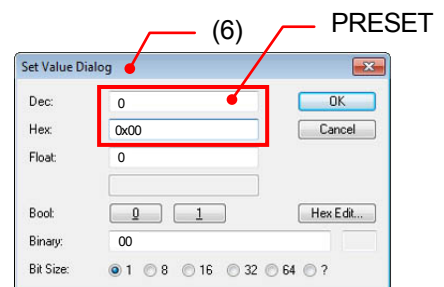 (6) PRESET
Set Value Dialog
Dec: 0 OK
Hex: 0x00 Cancel
Float: 0
Bool: 0 1 Hex Edit...
Binary: 00
Bit Size: 1 8 16 32 64 ?